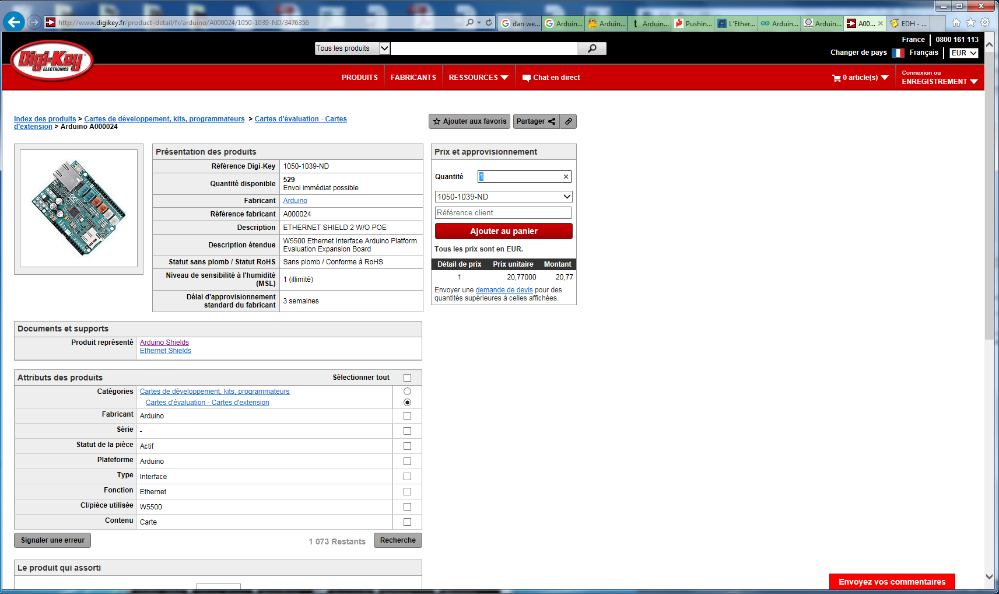 http://www.digikey.fr/product-detail/fr/arduino/A000024/1050-1039-ND/3476356
dan we...
Arduin...
Arduin...
Arduin...
Pushin...
L'Ether...
Arduin...
Arduin...
A00...
EDH - ...
Digi-Key
ELECTRONICS
Tous les produits
France
0800 161 113
Changer de pays
Français
EUR
PRODUITS
FABRICANTS
RESSOURCES
Chat en direct
0 article(s)
Connexion ou
ENREGISTREMENT
Index des produits > Cartes de développement, kits, programmateurs > Cartes d'évaluation - Cartes
d'extension > Arduino A000024
Ajouter aux favoris
Partager
Présentation des produits
Référence Digi-Key 1050-1039-ND
Quantité disponible 529
Envoi immédiat possible
Fabricant Arduino
Référence fabricant A000024
Description ETHERNET SHIELD 2 W/O POE
Description étendue W5500 Ethernet Interface Arduino Platform
Evaluation Expansion Board
Statut sans plomb / Statut RoHS Sans plomb / Conforme à RoHS
Niveau de sensibilité à l'humidité
(MSL) 1 (illimité)
Délai d'approvisionnement
standard du fabricant 3 semaines
Prix et approvisionnement
Quantité 1
1050-1039-ND
Référence client
Ajouter au panier
Tous les prix sont en EUR.
Détail de prix Prix unitaire Montant
1 20,77000 20,77
Envoyer une demande de devis pour des
quantités supérieures à celles affichées.
Documents et supports
Produit représenté Arduino Shields
Ethernet Shields
Attributs des produits Sélectionner tout
Catégories Cartes de développement, kits, programmateurs
Cartes d'évaluation - Cartes d'extension
Fabricant Arduino
Série -
Statut de la pièce Actif
Plateforme Arduino
Type Interface
Fonction Ethernet
CI/pièce utilisée W5500
Contenu Carte
Signaler une erreur
1 073 Restants
Recherche
Le produit qui assorti
Envoyez vos commentaires